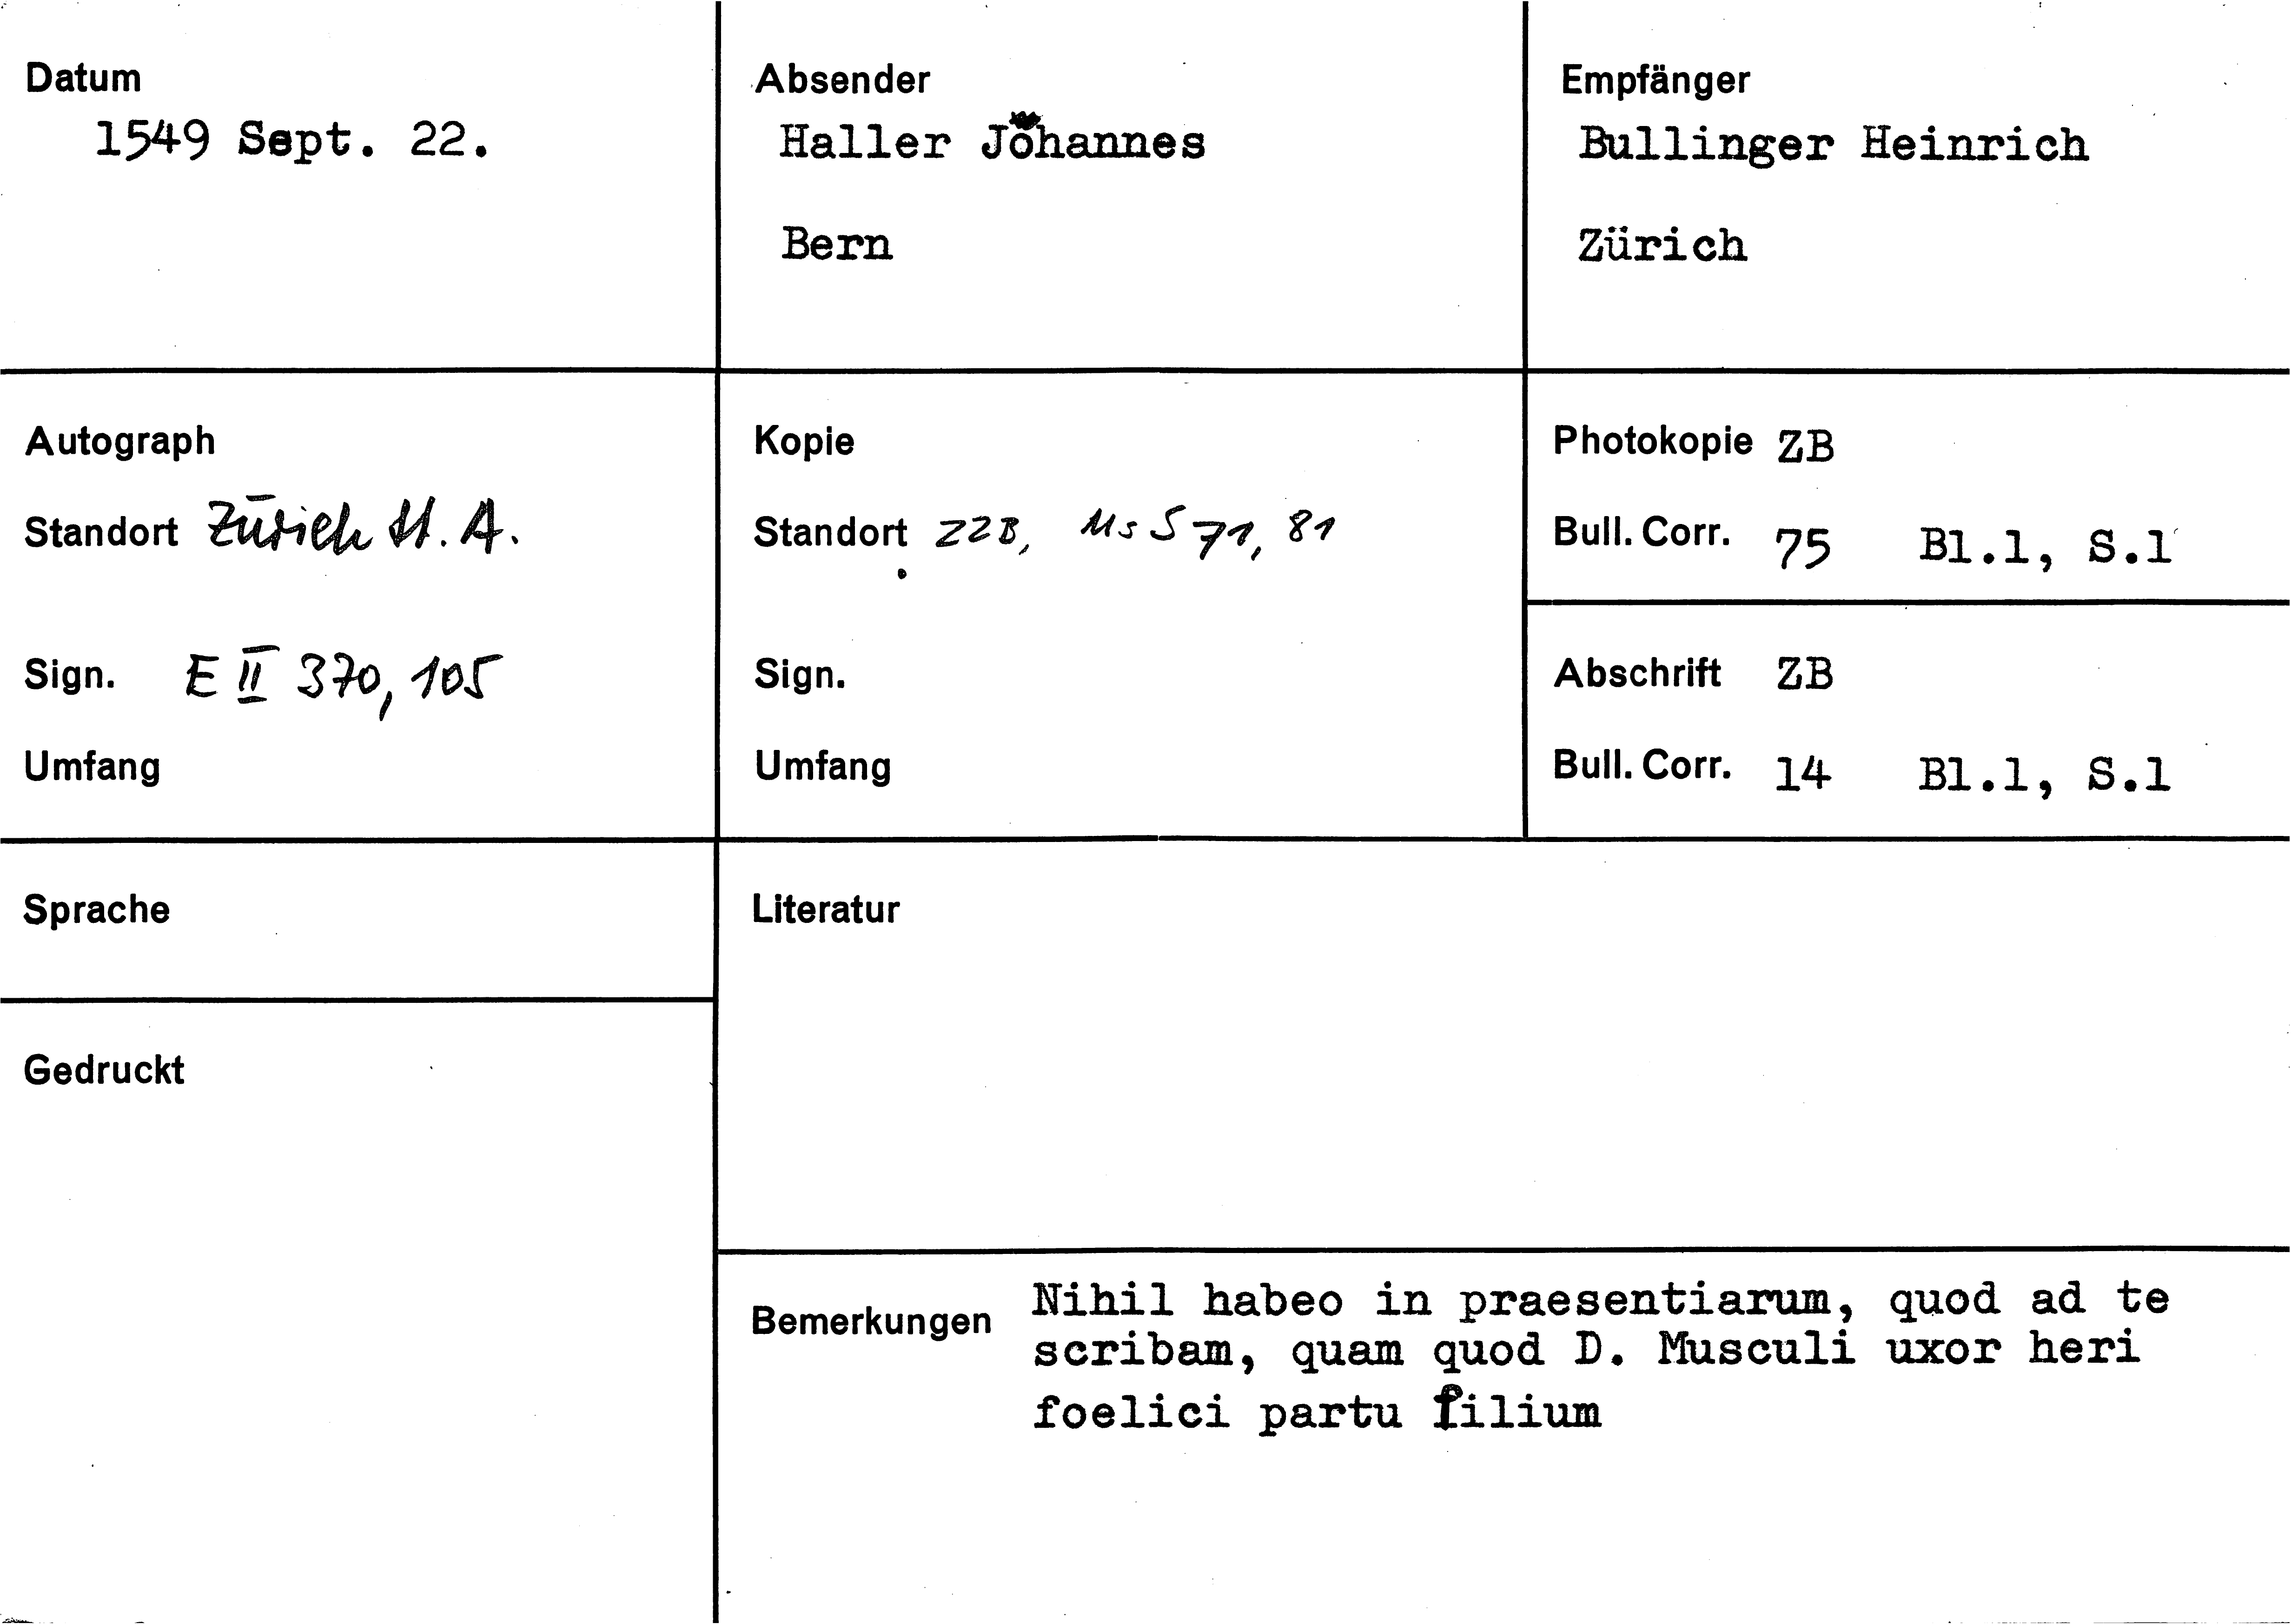 Datum
1549 Sept. 22.
Absender
Haller Johannes
Bern
Empfänger
Bullinger Heinrich
Zürich
Autograph
Standort Zürich St. A.
Sign. E II 370, 105
Umfang
Kopie
Standort ZZB, Ms S 71, 81
Sign.
Umfang
Photokopie ZB
Bull. Corr. 75 Bl.1, S.1
Abschrift ZB
Bull. Corr. 14 Bl.1, S.1
Sprache
Gedruckt
Literatur
Bemerkungen Nihil habeo in praesentiarum, quod ad te
scribam, quam quod D. Musculi uxor heri
foelici partu filium